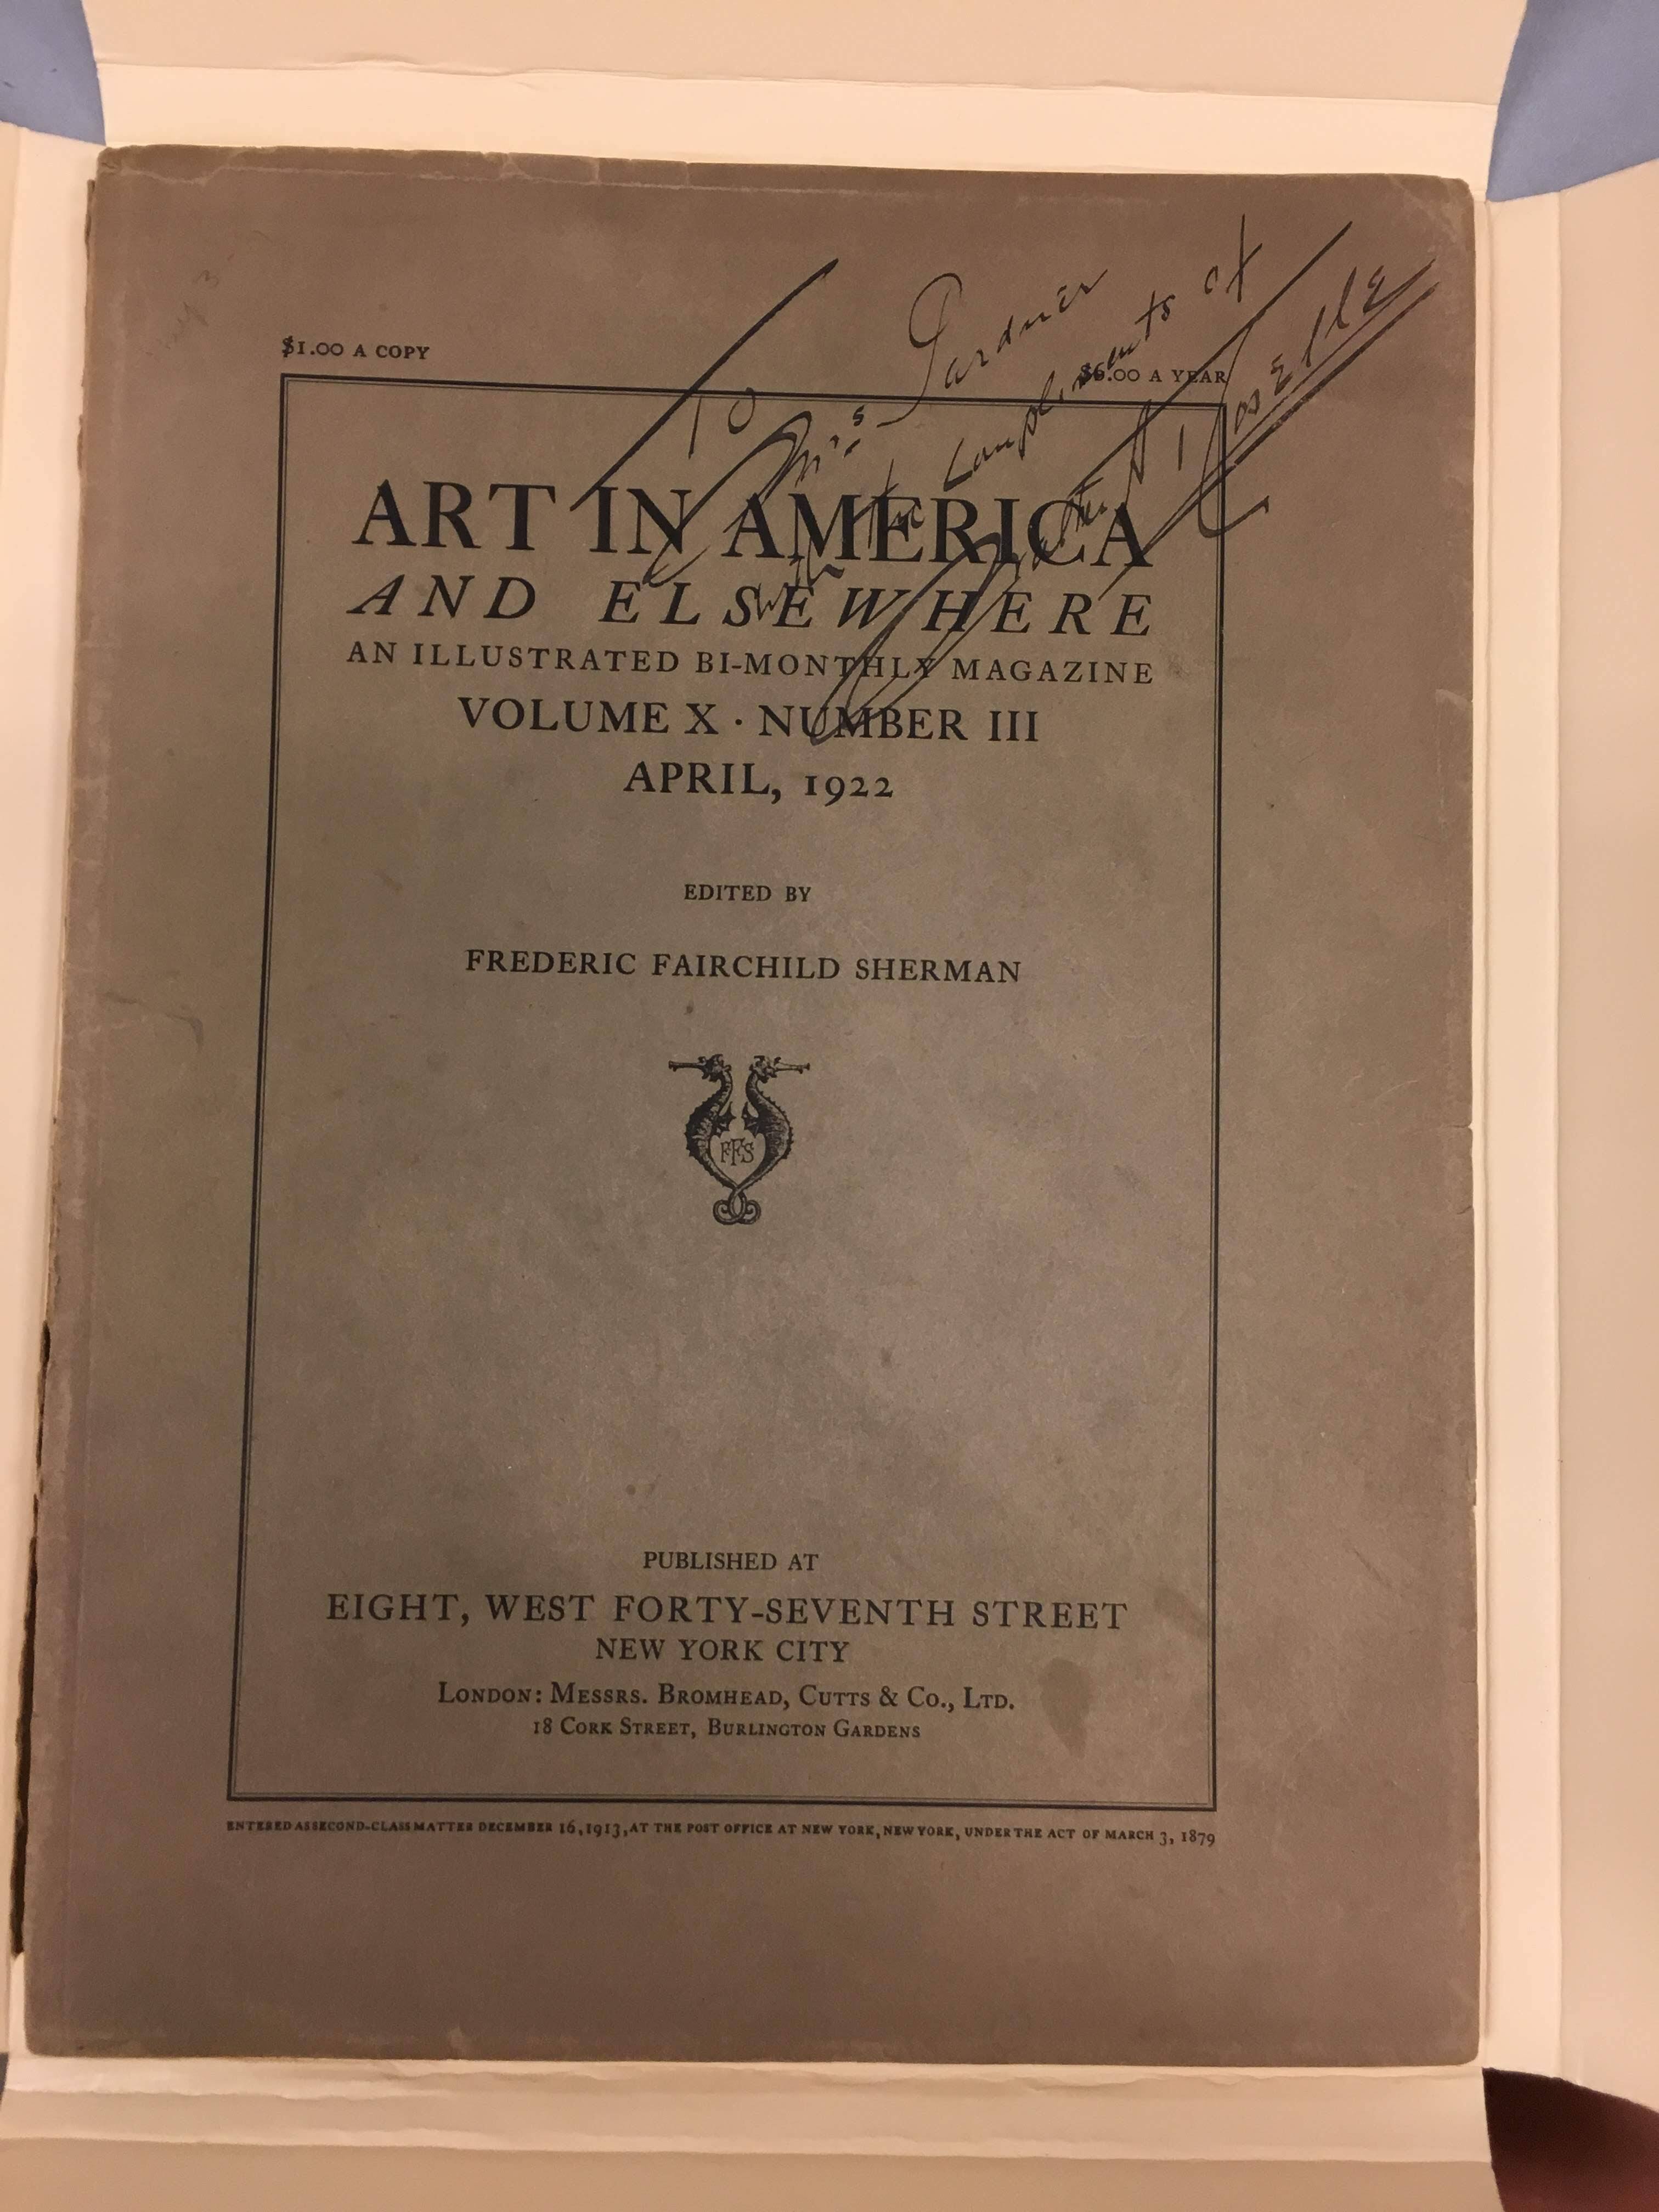 To
Mrs Gardner
with compliments of
$1.00 A COPY
$6.00 A YEAR
ART IN AMERICA
AND ELSEWHERE
AN ILLUSTRATED BI-MONTHLY MAGAZINE
VOLUME X · NUMBER III
APRIL, 1922
EDITED BY
FREDERIC FAIRCHILD SHERMAN
FFS
PUBLISHED AT
EIGHT, WEST FORTY-SEVENTH STREET
NEW YORK CITY
LONDON: MESSRS. BROMHEAD, CUTTS & CO., LTD.
18 CORK STREET, BURLINGTON GARDENS
ENTERED AS SECOND-CLASS MATTER DECEMBER 16, 1913, AT THE POST OFFICE AT NEW YORK, NEW YORK, UNDER THE ACT OF MARCH 3, 1879